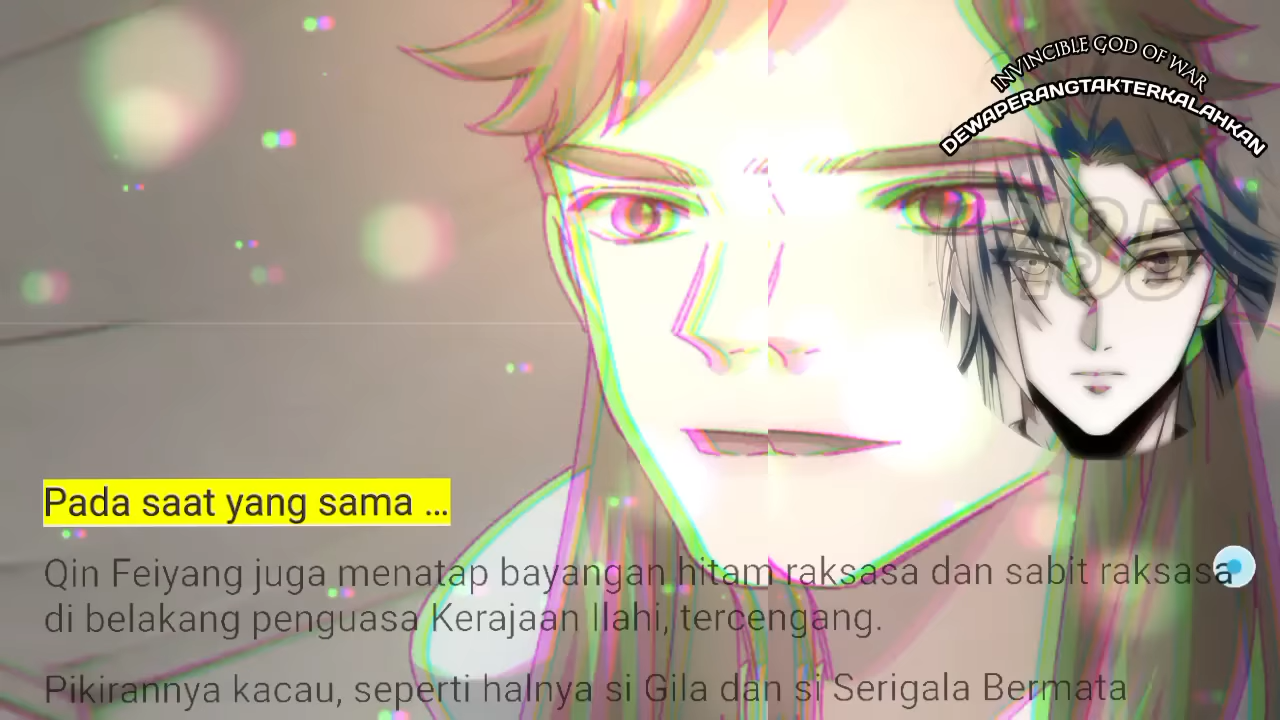 INVINCIBLE GOD OF WAR
DEWAPERANGTAKTERKALAHKAN
Pada saat yang sama ...
Qin Feiyang juga menatap bayangan hitam raksasa dan sabit raksasa
di belakang penguasa Kerajaan Ilahi, tercengang.
Pikirannya kacau, seperti halnya si Gila dan si Serigala Bermata